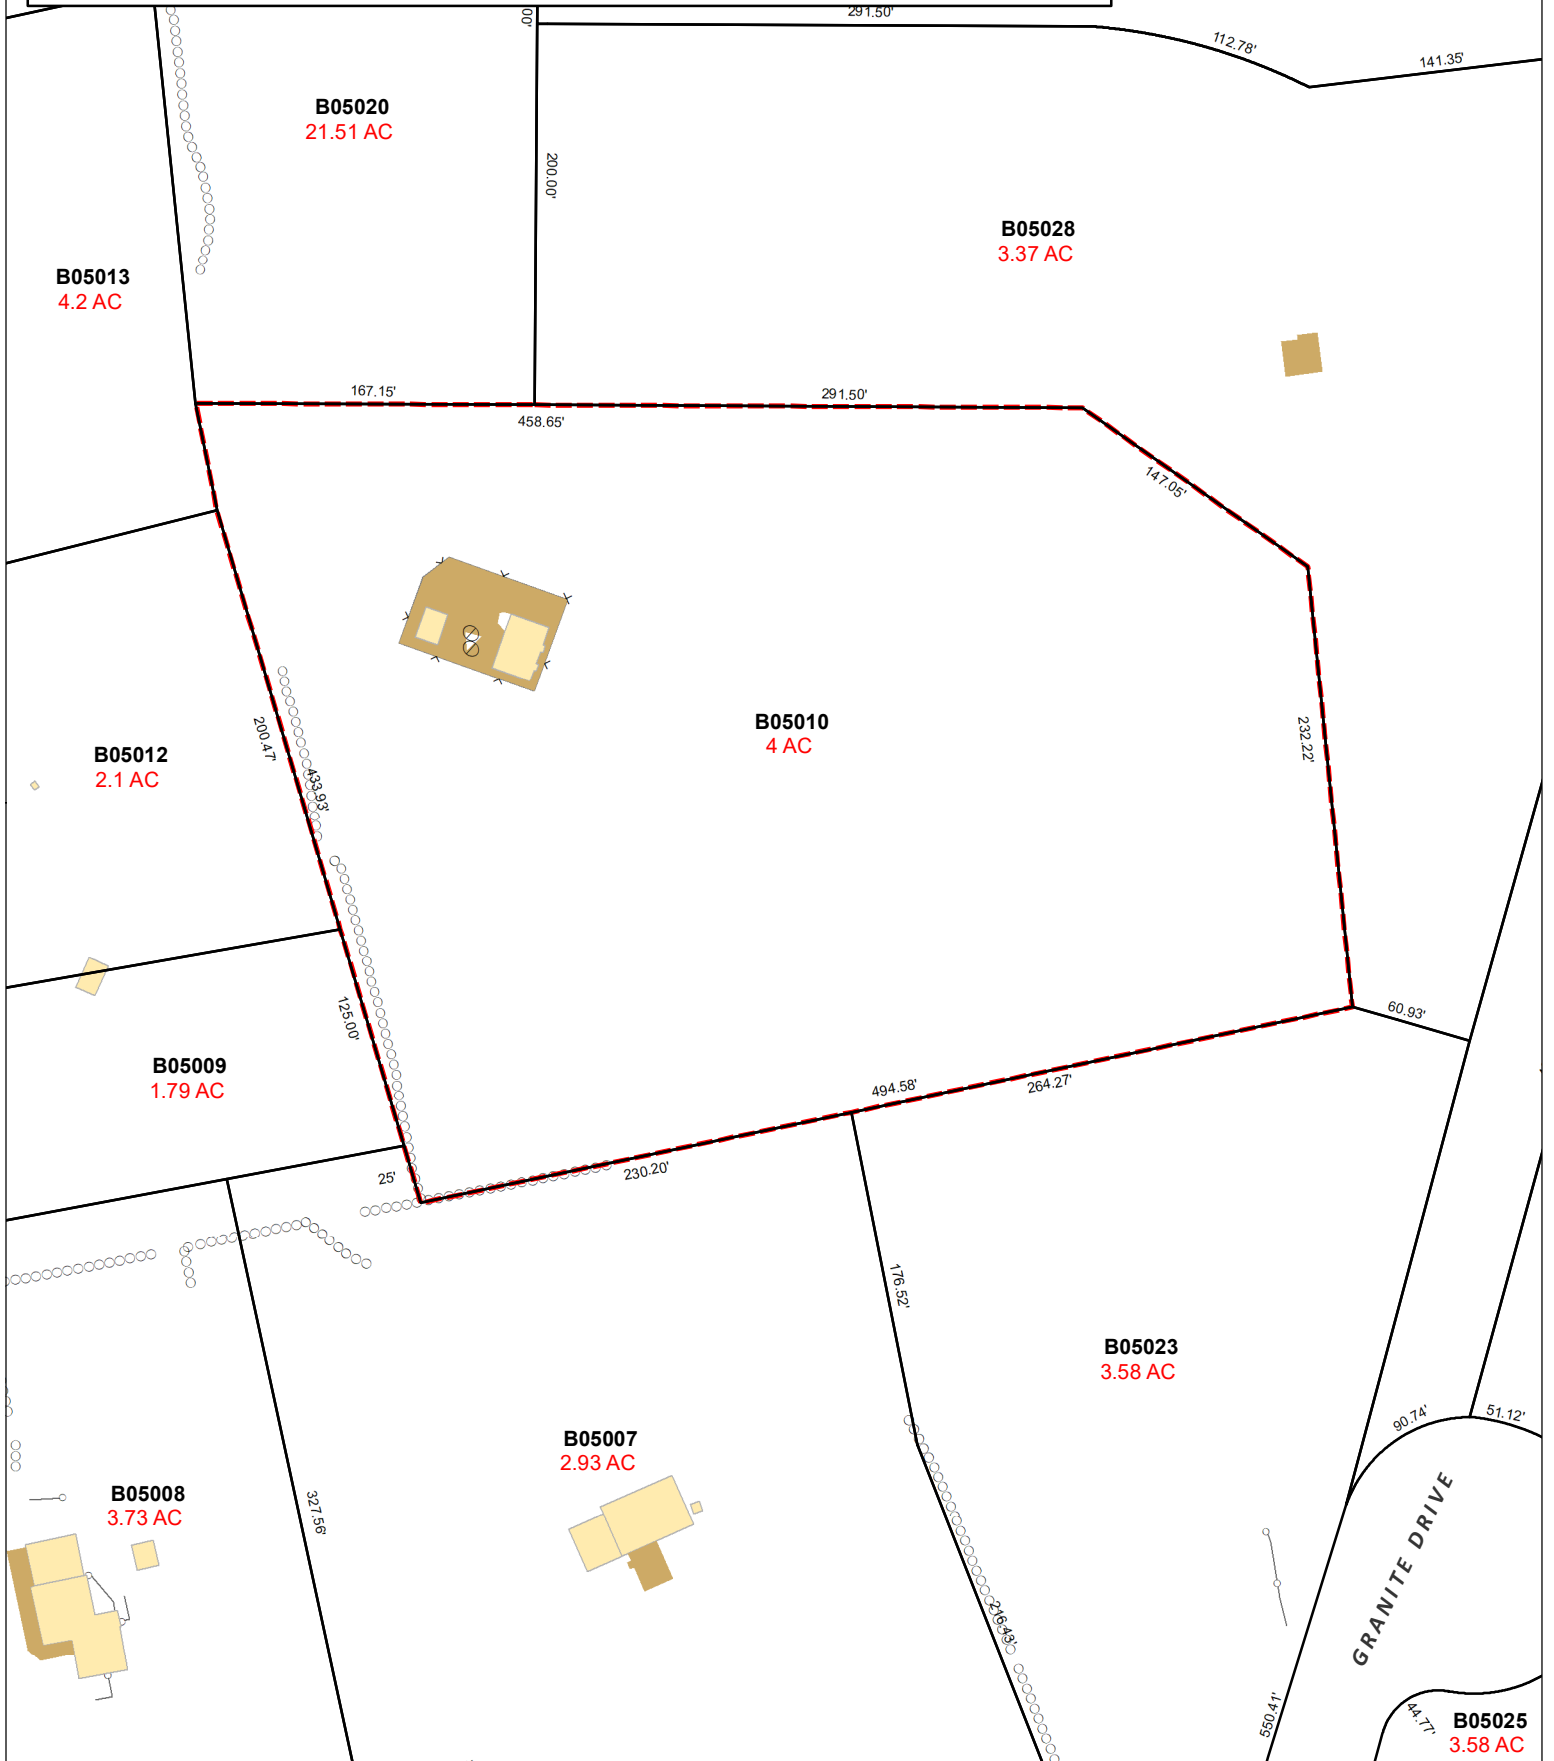 00'
291.50'
112.78'
141.35'
B05020
21.51 AC
200.00'
B05028
3.37 AC
B05013
4.2 AC
167.15'
291.50'
458.65'
147.05'
B05010
4 AC
200.47'
433.93'
232.22'
B05012
2.1 AC
125.00'
60.93'
B05009
1.79 AC
494.58'
264.27'
25'
230.20'
176.52'
B05023
3.58 AC
90.74'
51.12'
B05007
2.93 AC
B05008
3.73 AC
327.56'
GRANITE DRIVE
216.43'
550.41'
44.77'
B05025
3.58 AC